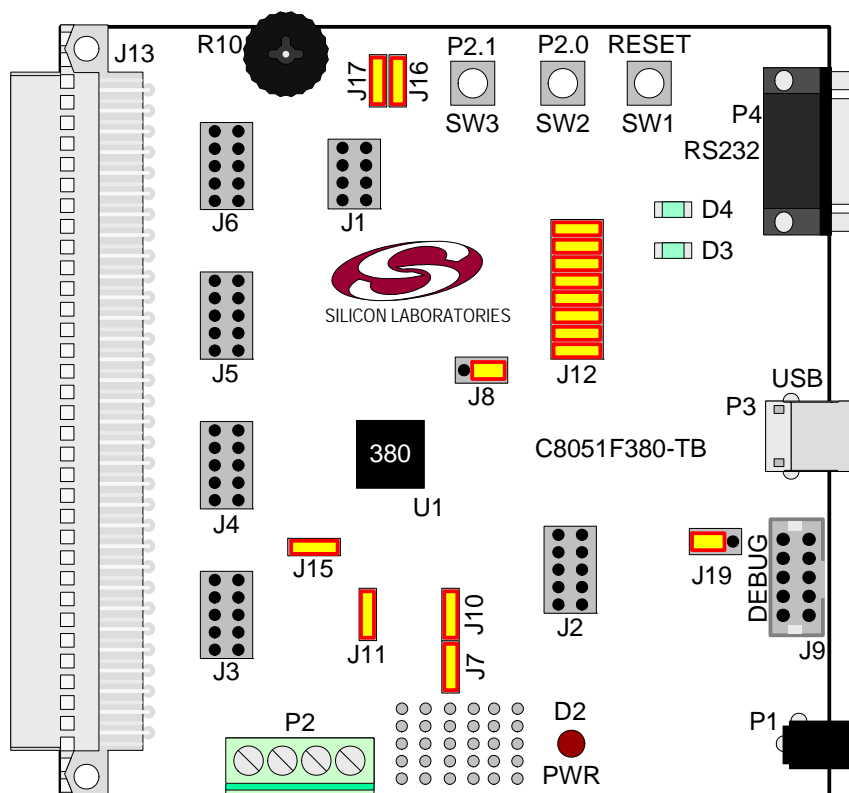 J13
R10
J17
J16
P2.1
P2.0
RESET
SW3
SW2
SW1
P4
RS232
J6
J1
D4
D3
SILICON LABORATORIES
J5
J8
J12
USB
P3
380
C8051F380-TB
U1
J4
J15
J19
DEBUG
J3
J11
J10
J7
J2
J9
P2
D2
P1
PWR